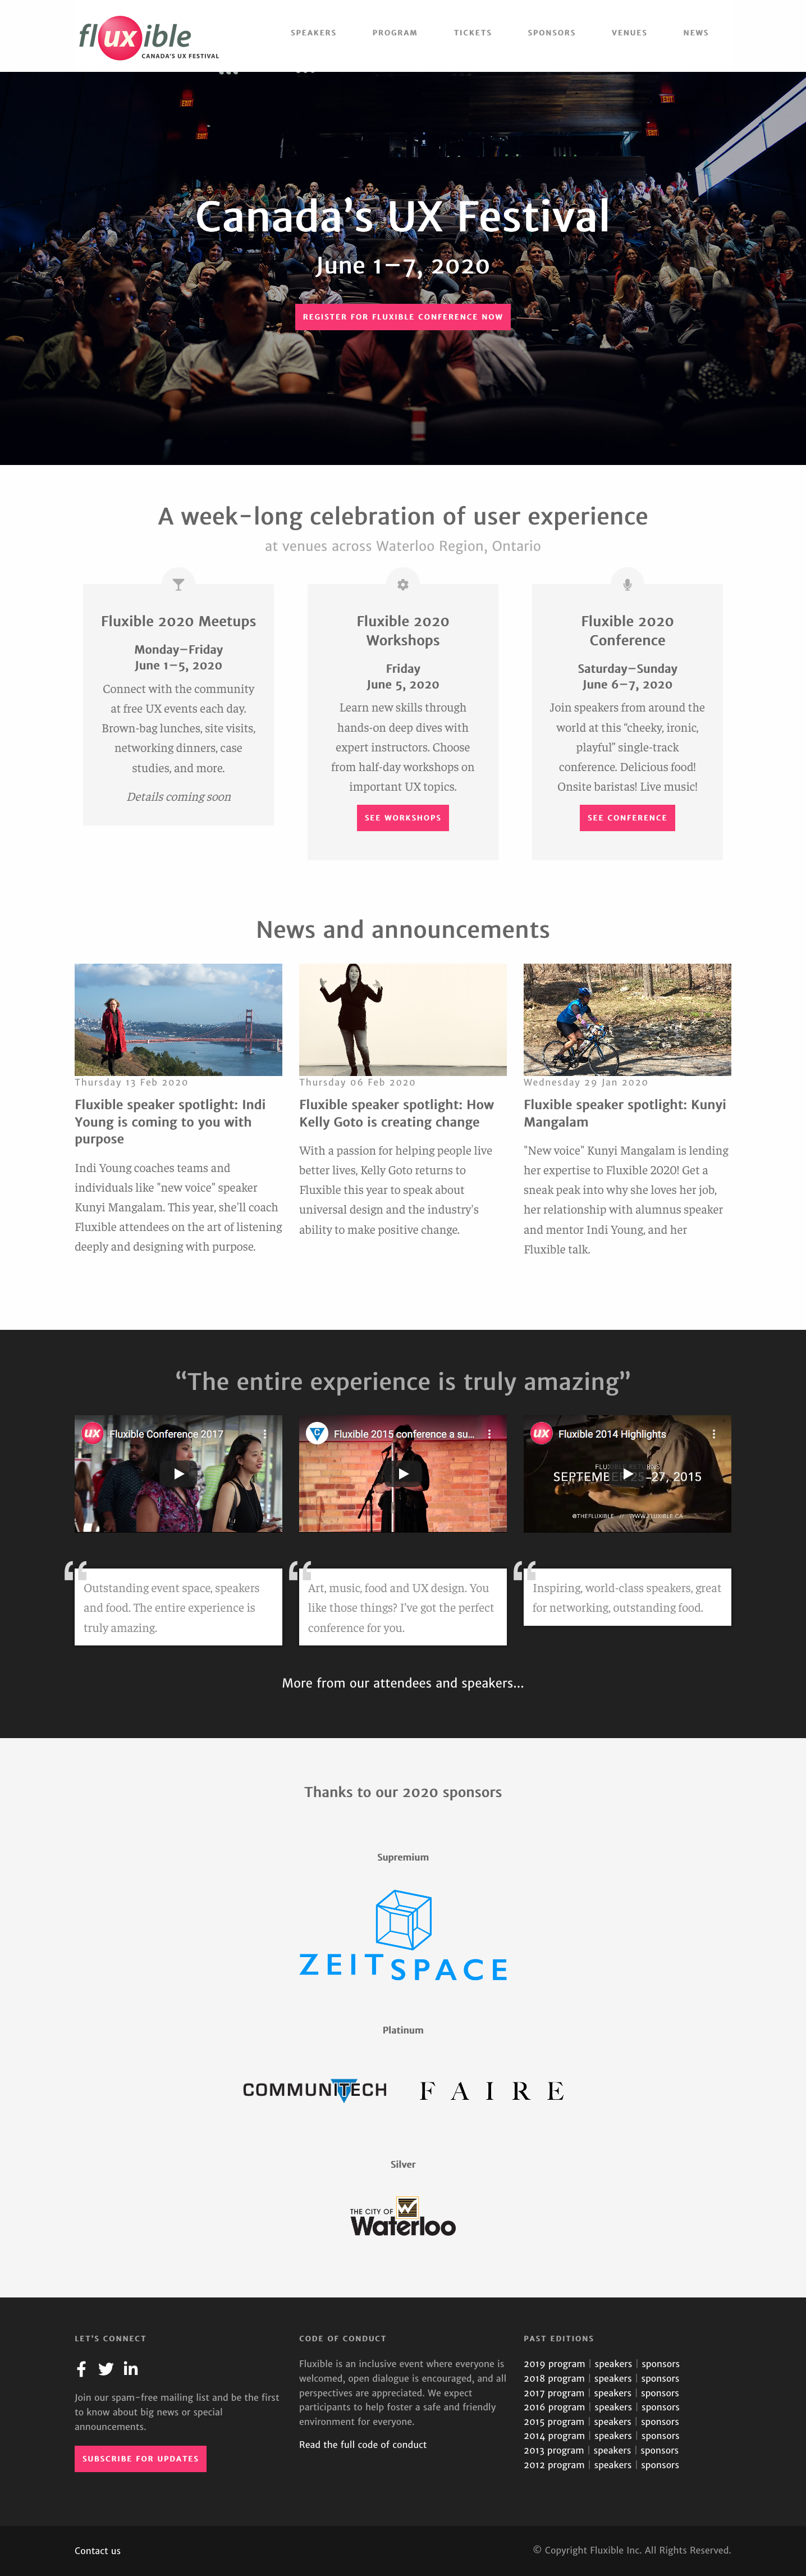 fluxible
CANADA'S UX FESTIVAL
SPEAKERS
PROGRAM
TICKETS
SPONSORS
VENUES
NEWS
EXIT
EXIT
EXIT
EXIT
Canada's UX Festival
June 1–7, 2020
REGISTER FOR FLUXIBLE CONFERENCE NOW
A week-long celebration of user experience
at venues across Waterloo Region, Ontario
Fluxible 2020 Meetups
Monday–Friday
June 1–5, 2020
Connect with the community
at free UX events each day.
Brown-bag lunches, site visits,
networking dinners, case
studies, and more.
Details coming soon
Fluxible 2020
Workshops
Friday
June 5, 2020
Learn new skills through
hands-on deep dives with
expert instructors. Choose
from half-day workshops on
important UX topics.
SEE WORKSHOPS
Fluxible 2020
Conference
Saturday–Sunday
June 6–7, 2020
Join speakers from around the
world at this “cheeky, ironic,
playful” single-track
conference. Delicious food!
Onsite baristas! Live music!
SEE CONFERENCE
News and announcements
Thursday 13 Feb 2020
Fluxible speaker spotlight: Indi
Young is coming to you with
purpose
Indi Young coaches teams and
individuals like "new voice" speaker
Kunyi Mangalam. This year, she'll coach
Fluxible attendees on the art of listening
deeply and designing with purpose.
Thursday 06 Feb 2020
Fluxible speaker spotlight: How
Kelly Goto is creating change
With a passion for helping people live
better lives, Kelly Goto returns to
Fluxible this year to speak about
universal design and the industry's
ability to make positive change.
Wednesday 29 Jan 2020
Fluxible speaker spotlight: Kunyi
Mangalam
"New voice" Kunyi Mangalam is lending
her expertise to Fluxible 2020! Get a
sneak peak into why she loves her job,
her relationship with alumnus speaker
and mentor Indi Young, and her
Fluxible talk.
“The entire experience is truly amazing”
ux
Fluxible Conference 2017
C
Fluxible 2015 conference a su...
ux
Fluxible 2014 Highlights
SEPTEMBER 25–27, 2015
@THEFLUXIBLE // WWW.FLUXIBLE.CA
Outstanding event space, speakers
and food. The entire experience is
truly amazing.
Art, music, food and UX design. You
like those things? I've got the perfect
conference for you.
Inspiring, world-class speakers, great
for networking, outstanding food.
More from our attendees and speakers...
Thanks to our 2020 sponsors
Supremium
ZEITSPACE
Platinum
COMMUNITECH
FAIRE
Silver
THE CITY OF
Waterloo
LET'S CONNECT
Join our spam-free mailing list and be the first
to know about big news or special
announcements.
SUBSCRIBE FOR UPDATES
CODE OF CONDUCT
Fluxible is an inclusive event where everyone is
welcomed, open dialogue is encouraged, and all
perspectives are appreciated. We expect
participants to help foster a safe and friendly
environment for everyone.
Read the full code of conduct
PAST EDITIONS
2019 program | speakers | sponsors
2018 program | speakers | sponsors
2017 program | speakers | sponsors
2016 program | speakers | sponsors
2015 program | speakers | sponsors
2014 program | speakers | sponsors
2013 program | speakers | sponsors
2012 program | speakers | sponsors
Contact us
© Copyright Fluxible Inc. All Rights Reserved.